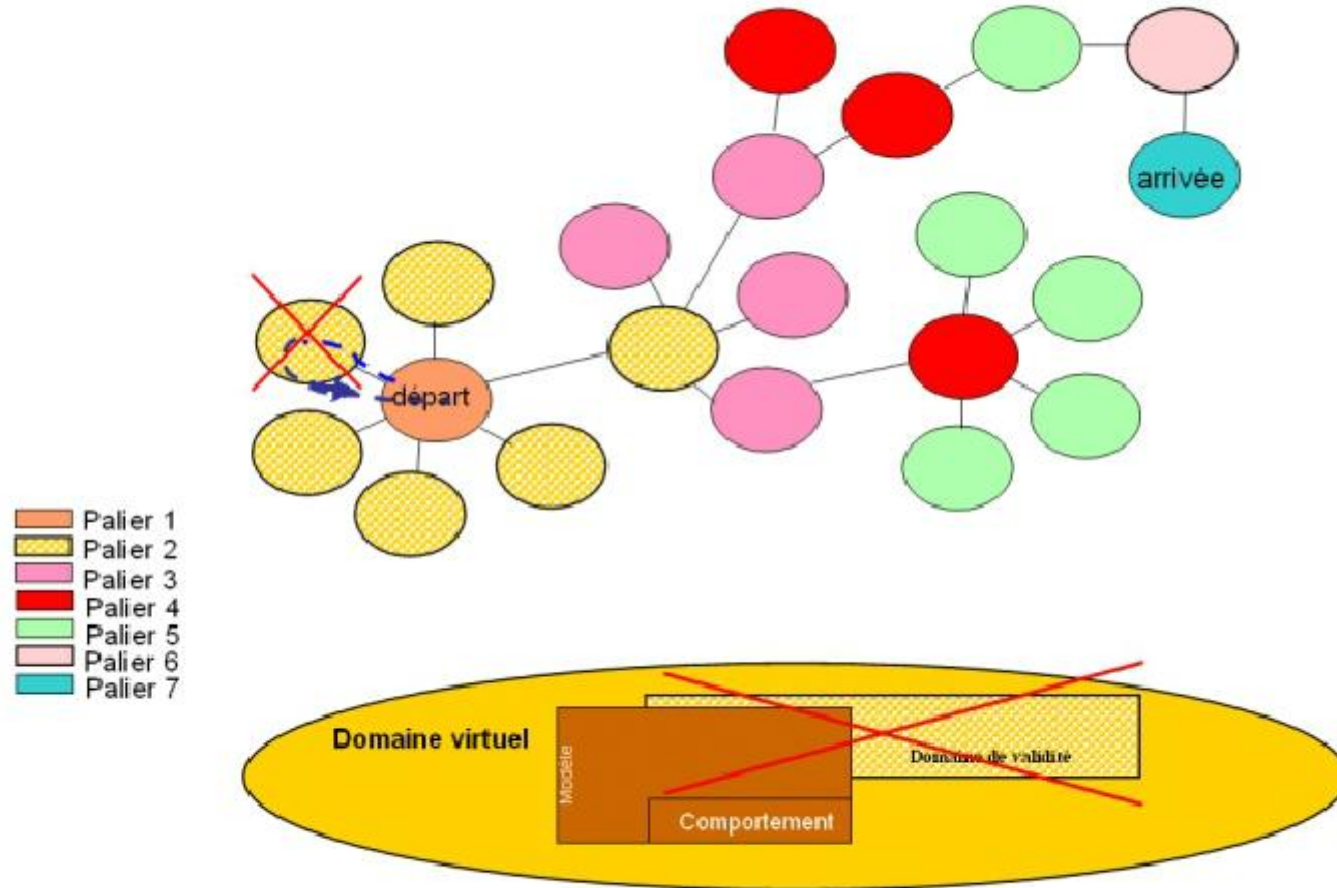 arrivée
départ
Palier 1
Palier 2
Palier 3
Palier 4
Palier 5
Palier 6
Palier 7
Domaine virtuel
Modèle
Domaine de validité
Comportement